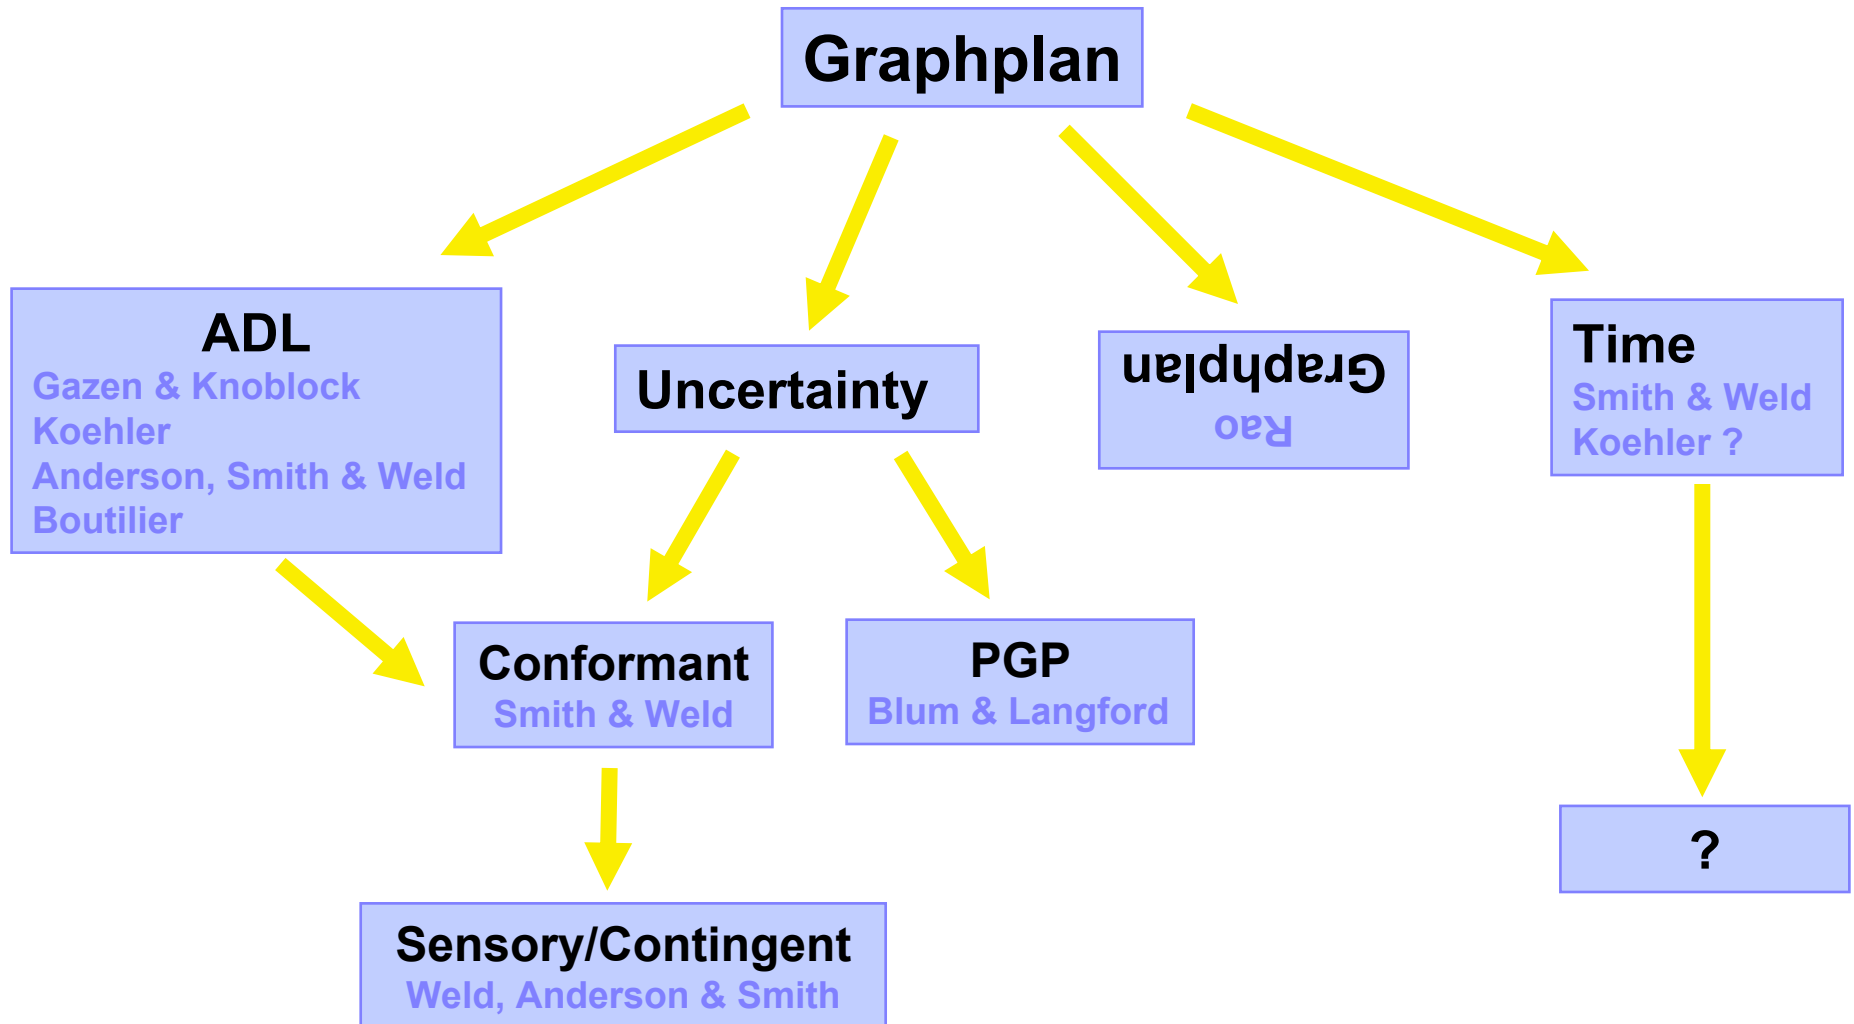 Graphplan
ADL
Gazen & Knoblock
Koehler
Anderson, Smith & Weld
Boutilier
Uncertainty
Graphplan
Rao
Time
Smith & Weld
Koehler ?
Conformant
Smith & Weld
PGP
Blum & Langford
?
Sensory/Contingent
Weld, Anderson & Smith